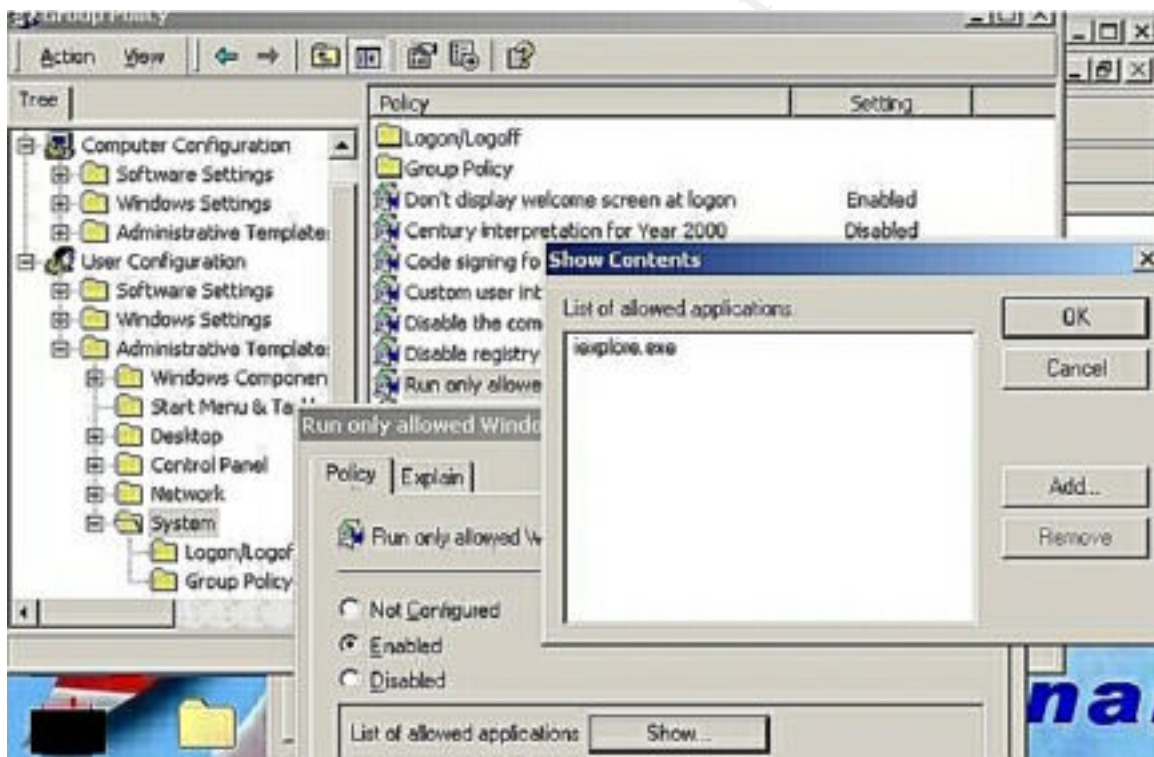 Group Policy
Action View
Tree
Policy Setting
Computer Configuration
Software Settings
Windows Settings
Administrative Template
User Configuration
Software Settings
Windows Settings
Administrative Template
Windows Componen
Start Menu & Ta
Desktop
Control Panel
Network
System
Logon/Logof
Group Policy
Logon/Logoff
Group Policy
Don't display welcome screen at logon Enabled
Century interpretation for Year 2000 Disabled
Code signing fo
Custom user int
Disable the com
Disable registry
Run only allowe
Show Contents
List of allowed applications
iexplore.exe
OK
Cancel
Add...
Remove
Run only allowed Windo
Policy Explain
Run only allowed W
Not Configured
Enabled
Disabled
List of allowed applications Show...
na